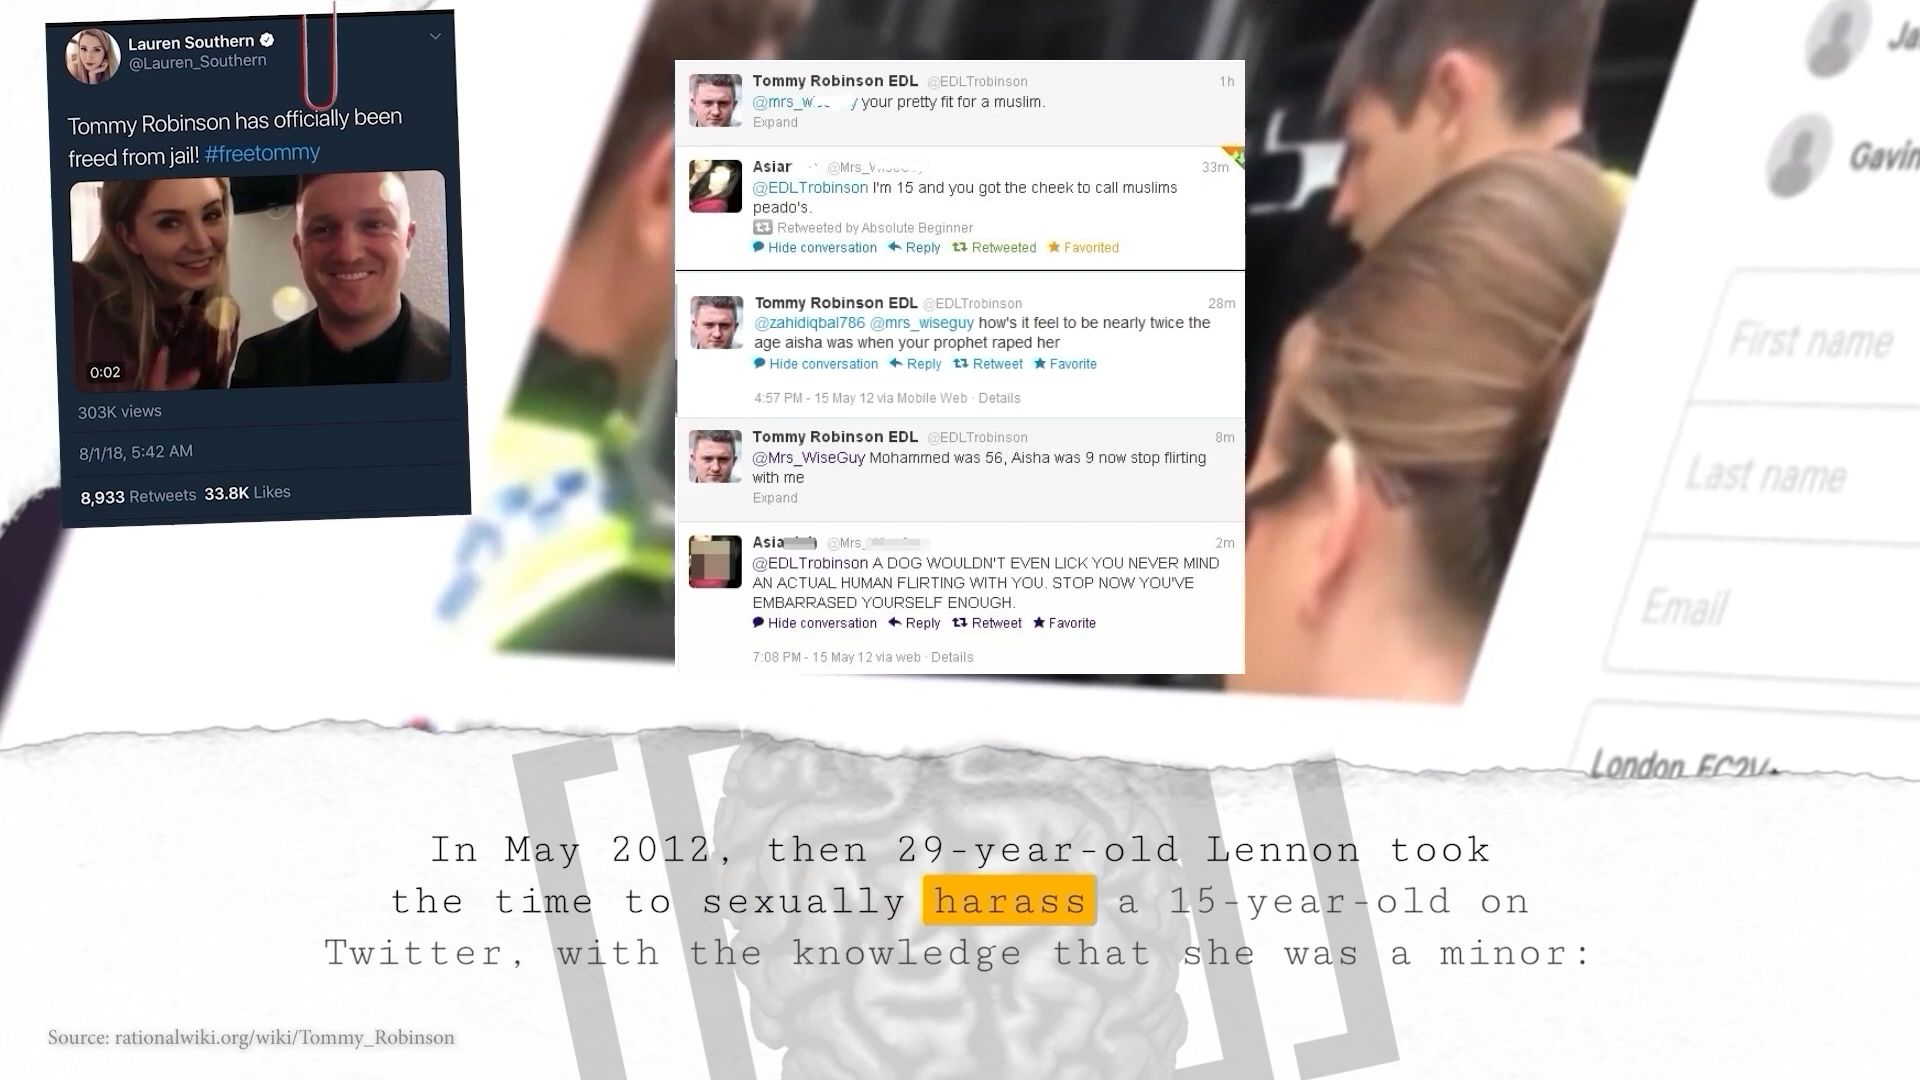 Lauren Southern
@Lauren_Southern
Tommy Robinson has officially been
freed from jail! #freetommy
0:02
303K views
8/1/18, 5:42 AM
8,933 Retweets 33.8K Likes
Tommy Robinson EDL @EDLTrobinson 1h
@mrs_w y your pretty fit for a muslim.
Expand
Asiar @Mrs_ 33m
@EDLTrobinson I'm 15 and you got the cheek to call muslims
peado's.
Retweeted by Absolute Beginner
Hide conversation Reply Retweeted Favorited
Tommy Robinson EDL @EDLTrobinson 28m
@zahidiqbal786 @mrs_wiseguy how's it feel to be nearly twice the
age aisha was when your prophet raped her
Hide conversation Reply Retweet Favorite
4:57 PM - 15 May 12 via Mobile Web · Details
Tommy Robinson EDL @EDLTrobinson 8m
@Mrs_WiseGuy Mohammed was 56, Aisha was 9 now stop flirting
with me
Expand
Asia @Mrs_ 2m
@EDLTrobinson A DOG WOULDN'T EVEN LICK YOU NEVER MIND
AN ACTUAL HUMAN FLIRTING WITH YOU. STOP NOW YOU'VE
EMBARRASED YOURSELF ENOUGH.
Hide conversation Reply Retweet Favorite
7:08 PM - 15 May 12 via web · Details
Ja
Gavin
First name
Last name
Email
London EC2V
In May 2012, then 29-year-old Lennon took
the time to sexually harass a 15-year-old on
Twitter, with the knowledge that she was a minor:
Source: rationalwiki.org/wiki/Tommy_Robinson